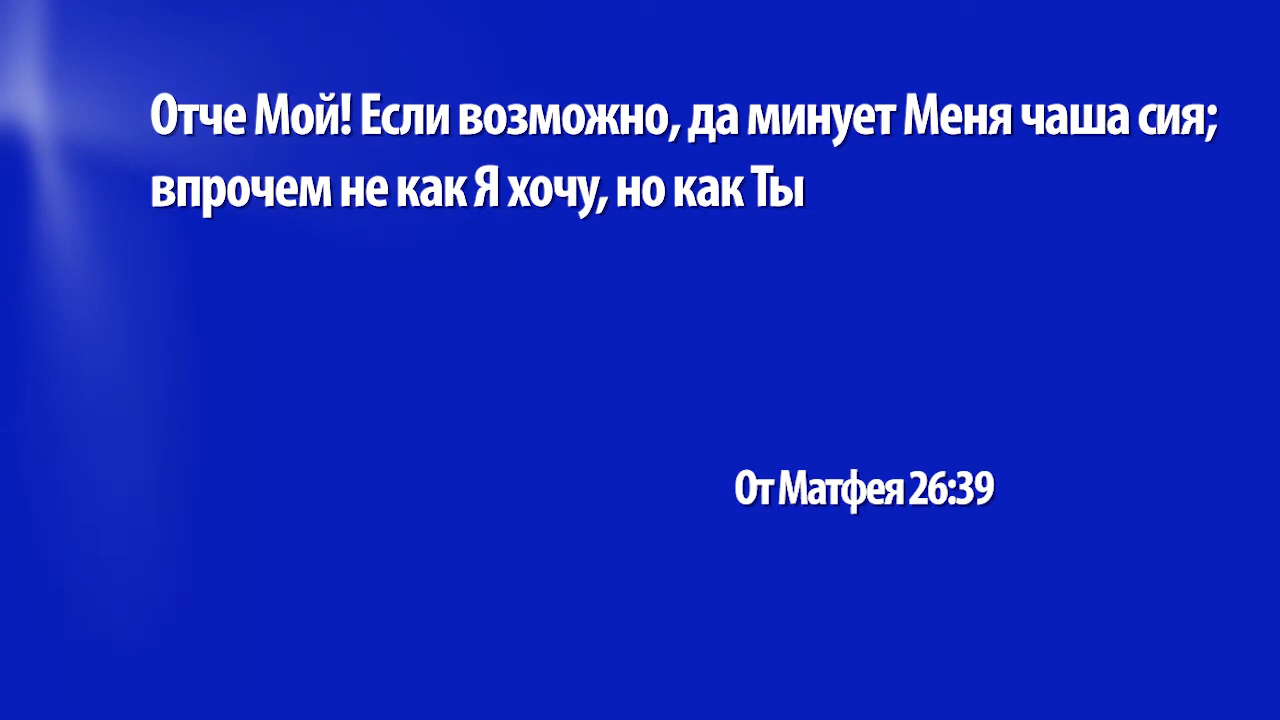 Отче Мой! Если возможно, да минует Меня чаша сия;
впрочем не как Я хочу, но как Ты
От Матфея 26:39